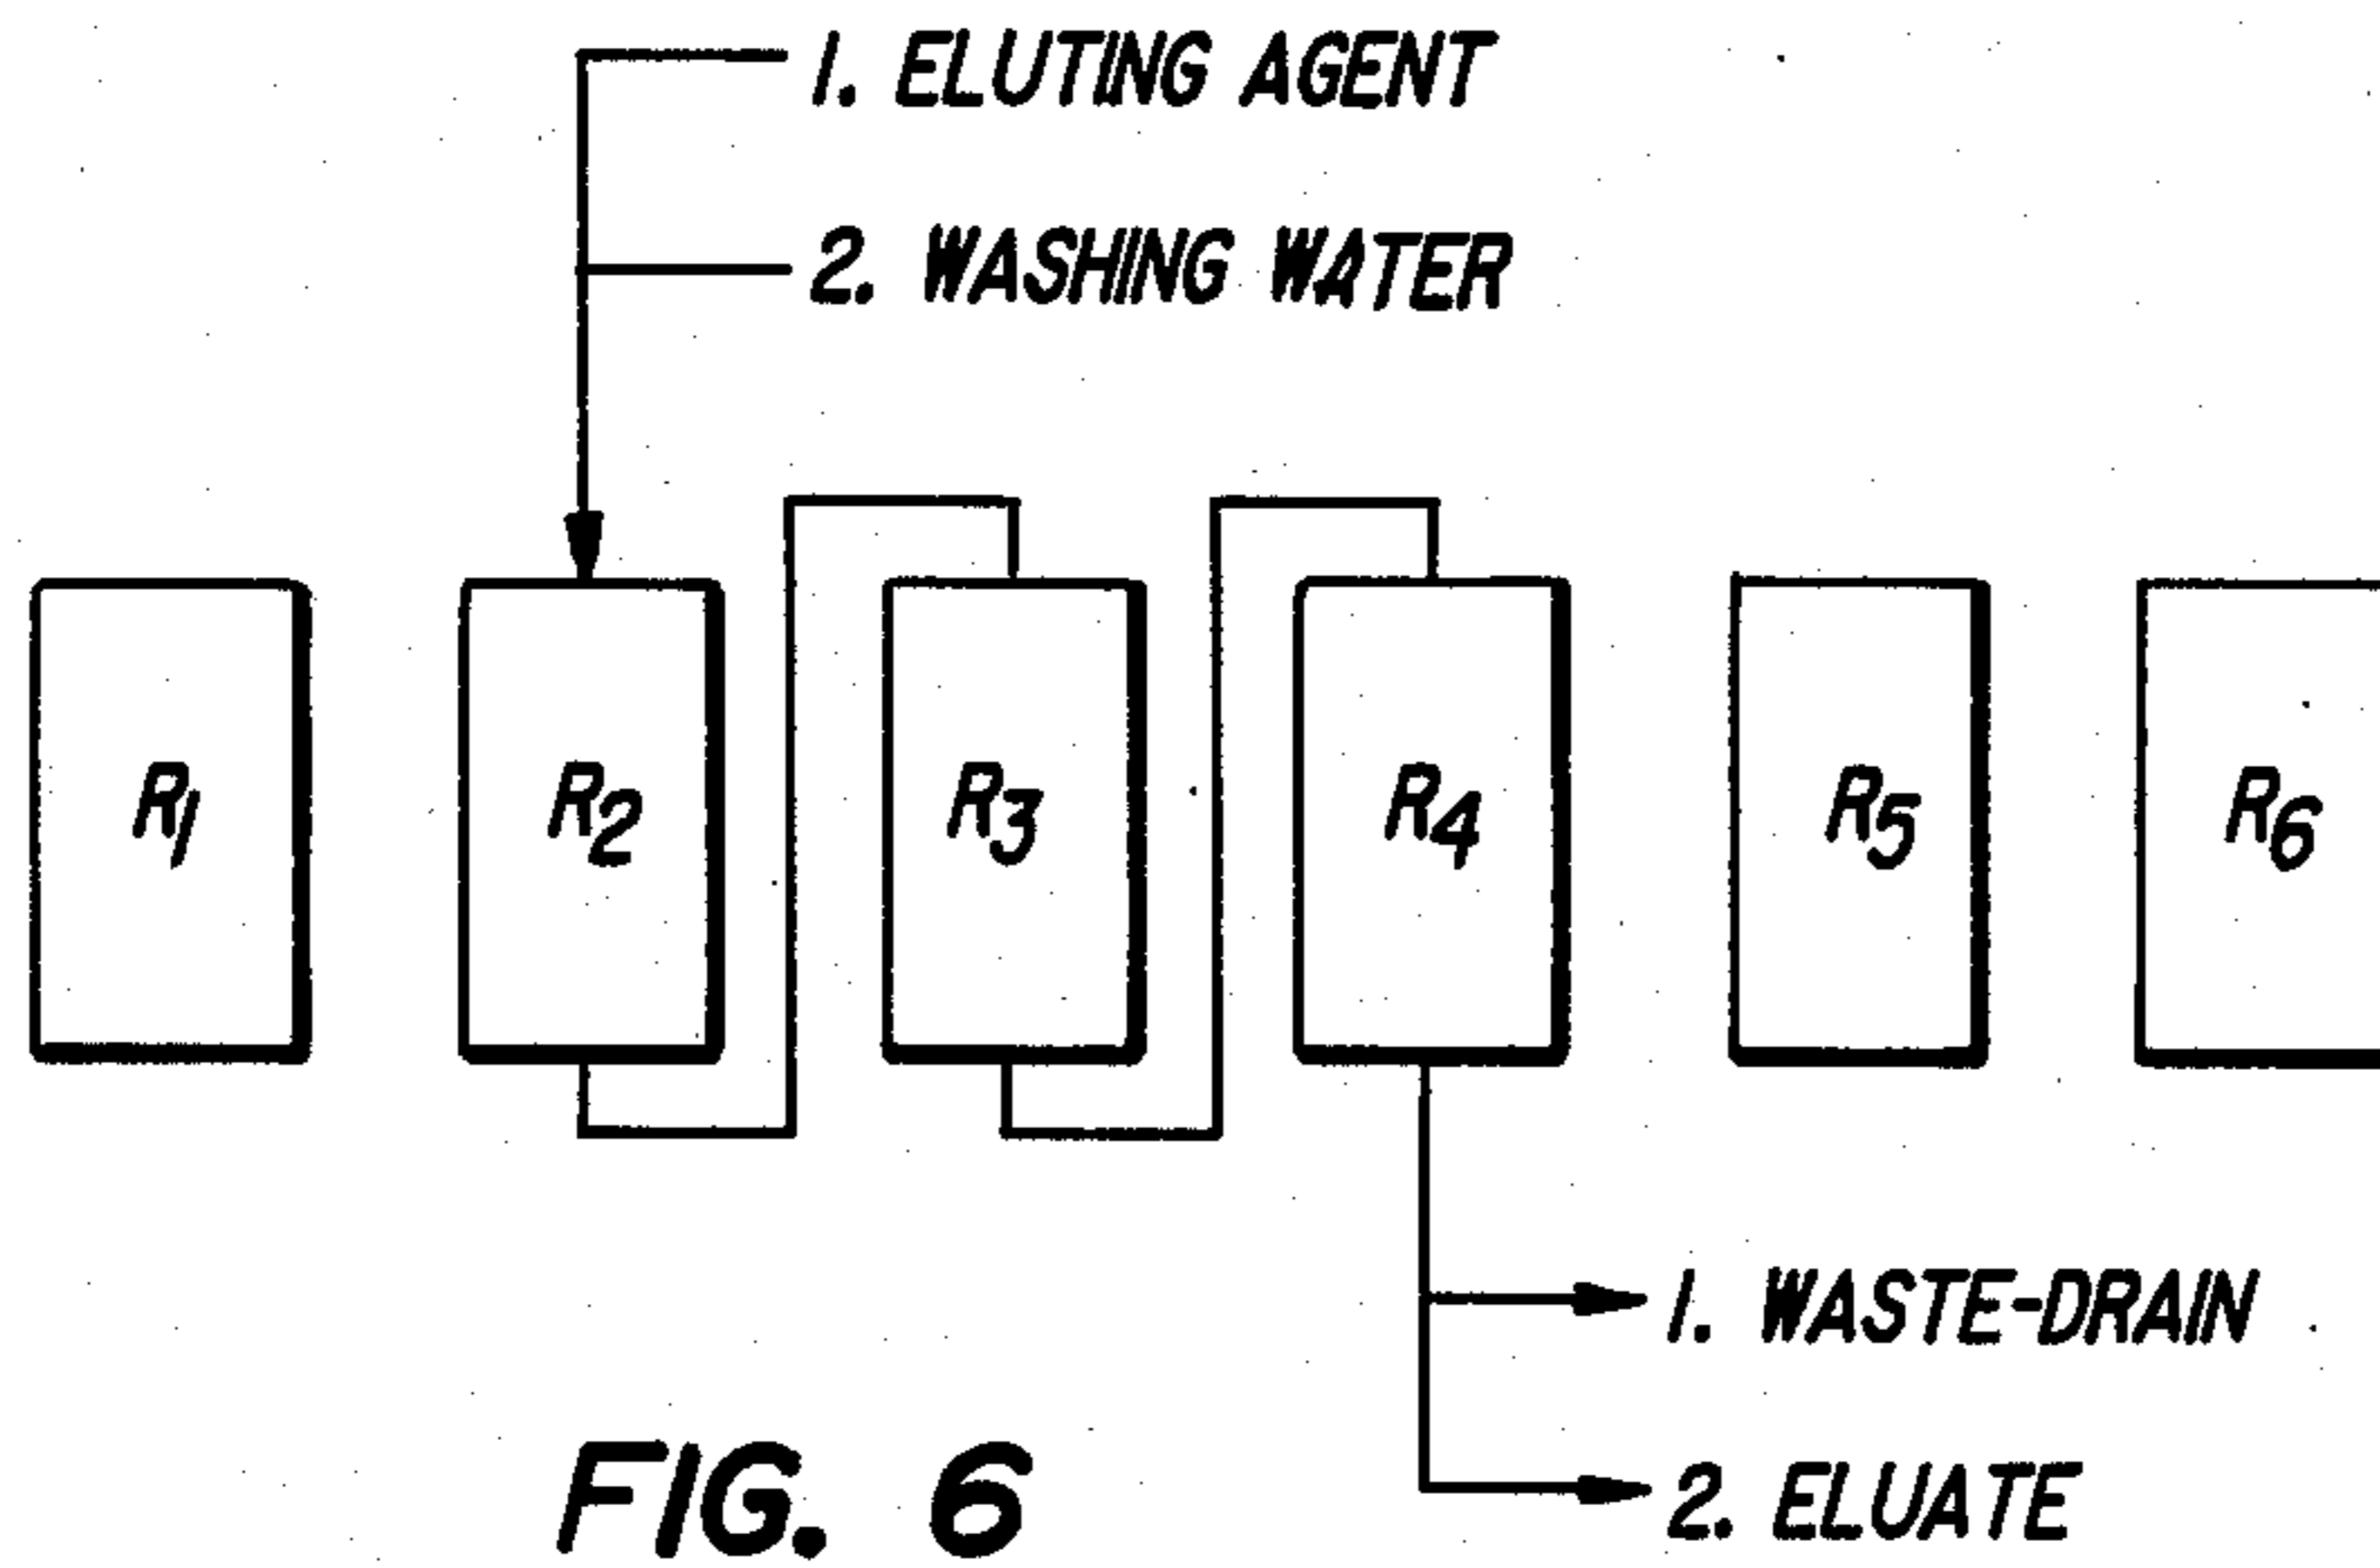 1. ELUTING AGENT
2. WASHING WATER
R1 R2 R3 R4 R5 R6
1. WASTE-DRAIN
2. ELUATE
FIG. 6